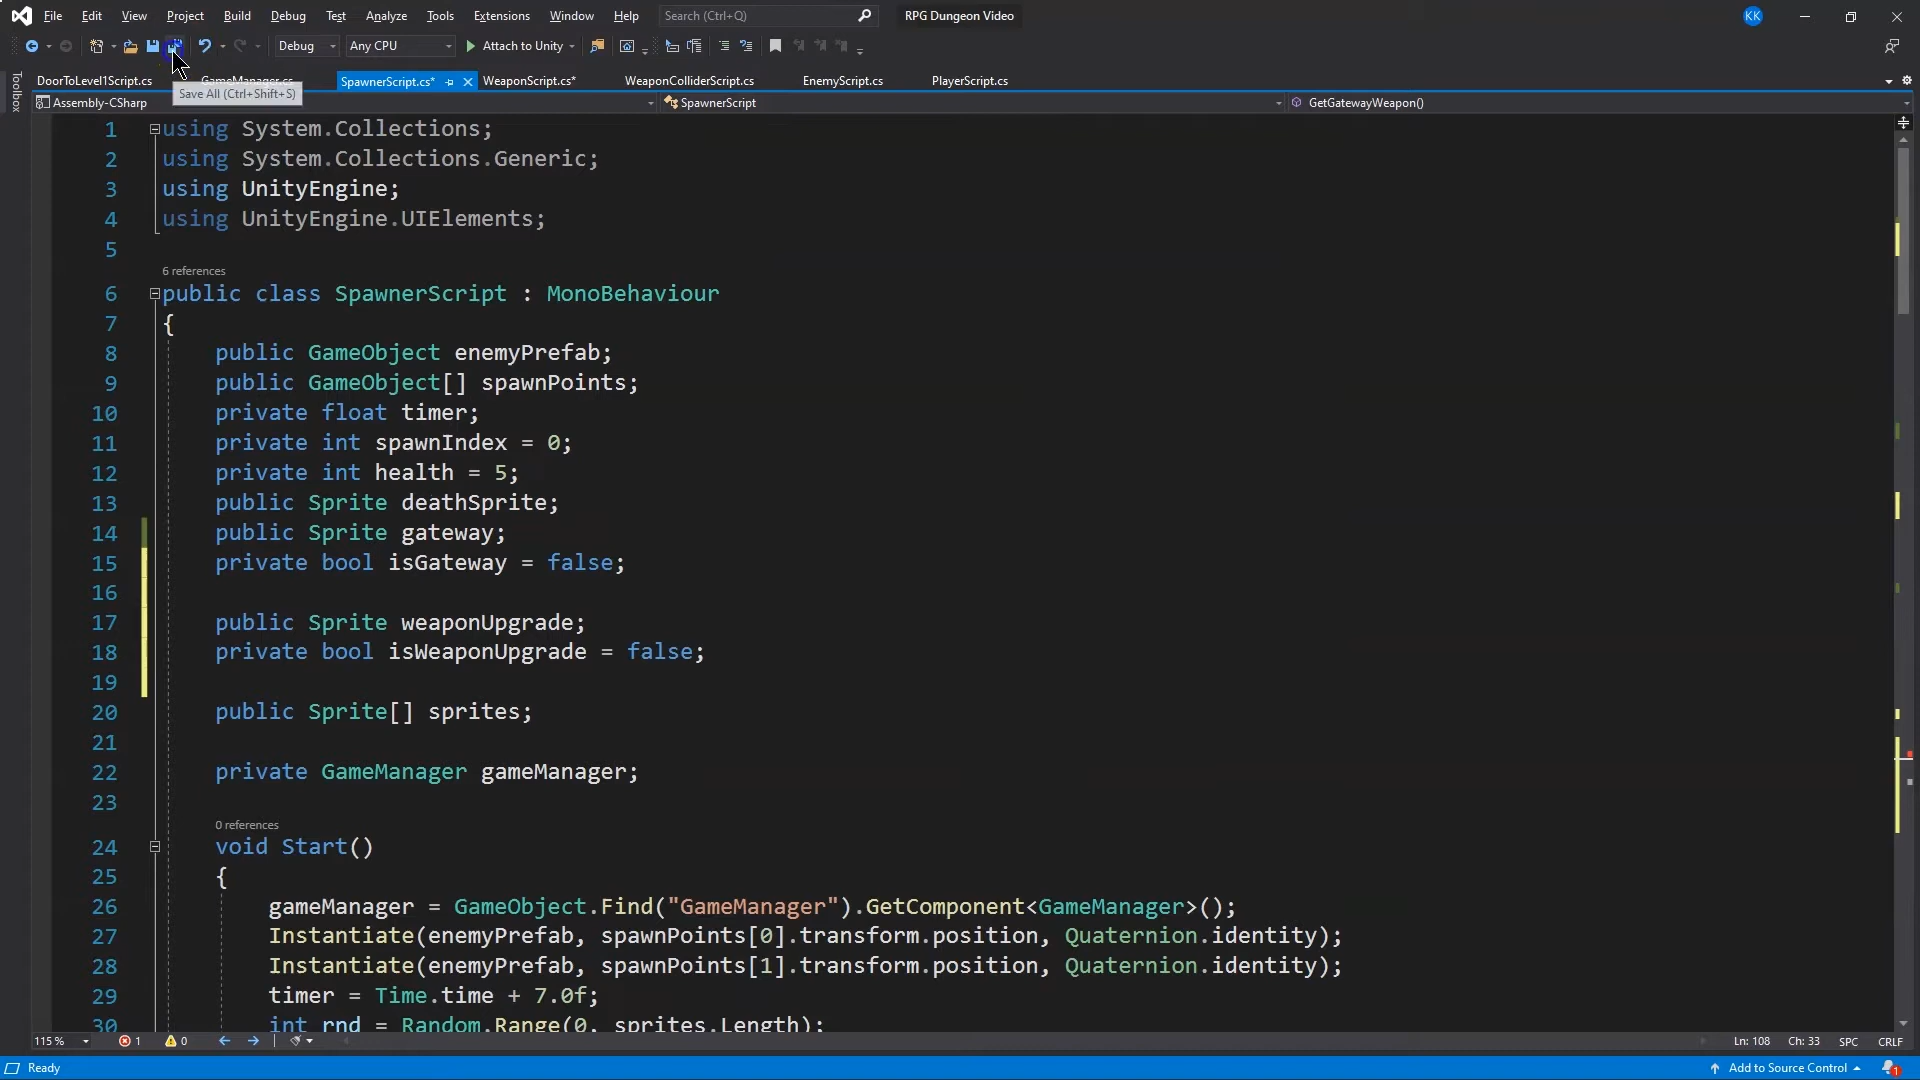 File Edit View Project Build Debug Test Analyze Tools Extensions Window Help Search (Ctrl+Q) RPG Dungeon Video KK
Debug Any CPU Attach to Unity
DoorToLevel1Script.cs GameManager.cs SpawnerScript.cs* WeaponScript.cs* WeaponColliderScript.cs EnemyScript.cs PlayerScript.cs
Save All (Ctrl+Shift+S)
Toolbox
Assembly-CSharp SpawnerScript GetGatewayWeapon()
1 using System.Collections;
2 using System.Collections.Generic;
3 using UnityEngine;
4 using UnityEngine.UIElements;
5
6 references
6 public class SpawnerScript : MonoBehaviour
7 {
8 public GameObject enemyPrefab;
9 public GameObject[] spawnPoints;
10 private float timer;
11 private int spawnIndex = 0;
12 private int health = 5;
13 public Sprite deathSprite;
14 public Sprite gateway;
15 private bool isGateway = false;
16
17 public Sprite weaponUpgrade;
18 private bool isWeaponUpgrade = false;
19
20 public Sprite[] sprites;
21
22 private GameManager gameManager;
23
0 references
24 void Start()
25 {
26 gameManager = GameObject.Find("GameManager").GetComponent<GameManager>();
27 Instantiate(enemyPrefab, spawnPoints[0].transform.position, Quaternion.identity);
28 Instantiate(enemyPrefab, spawnPoints[1].transform.position, Quaternion.identity);
29 timer = Time.time + 7.0f;
30 int rnd = Random.Range(0, sprites.Length);
115 % 1 0 Ln: 108 Ch: 33 SPC CRLF
Ready Add to Source Control 1